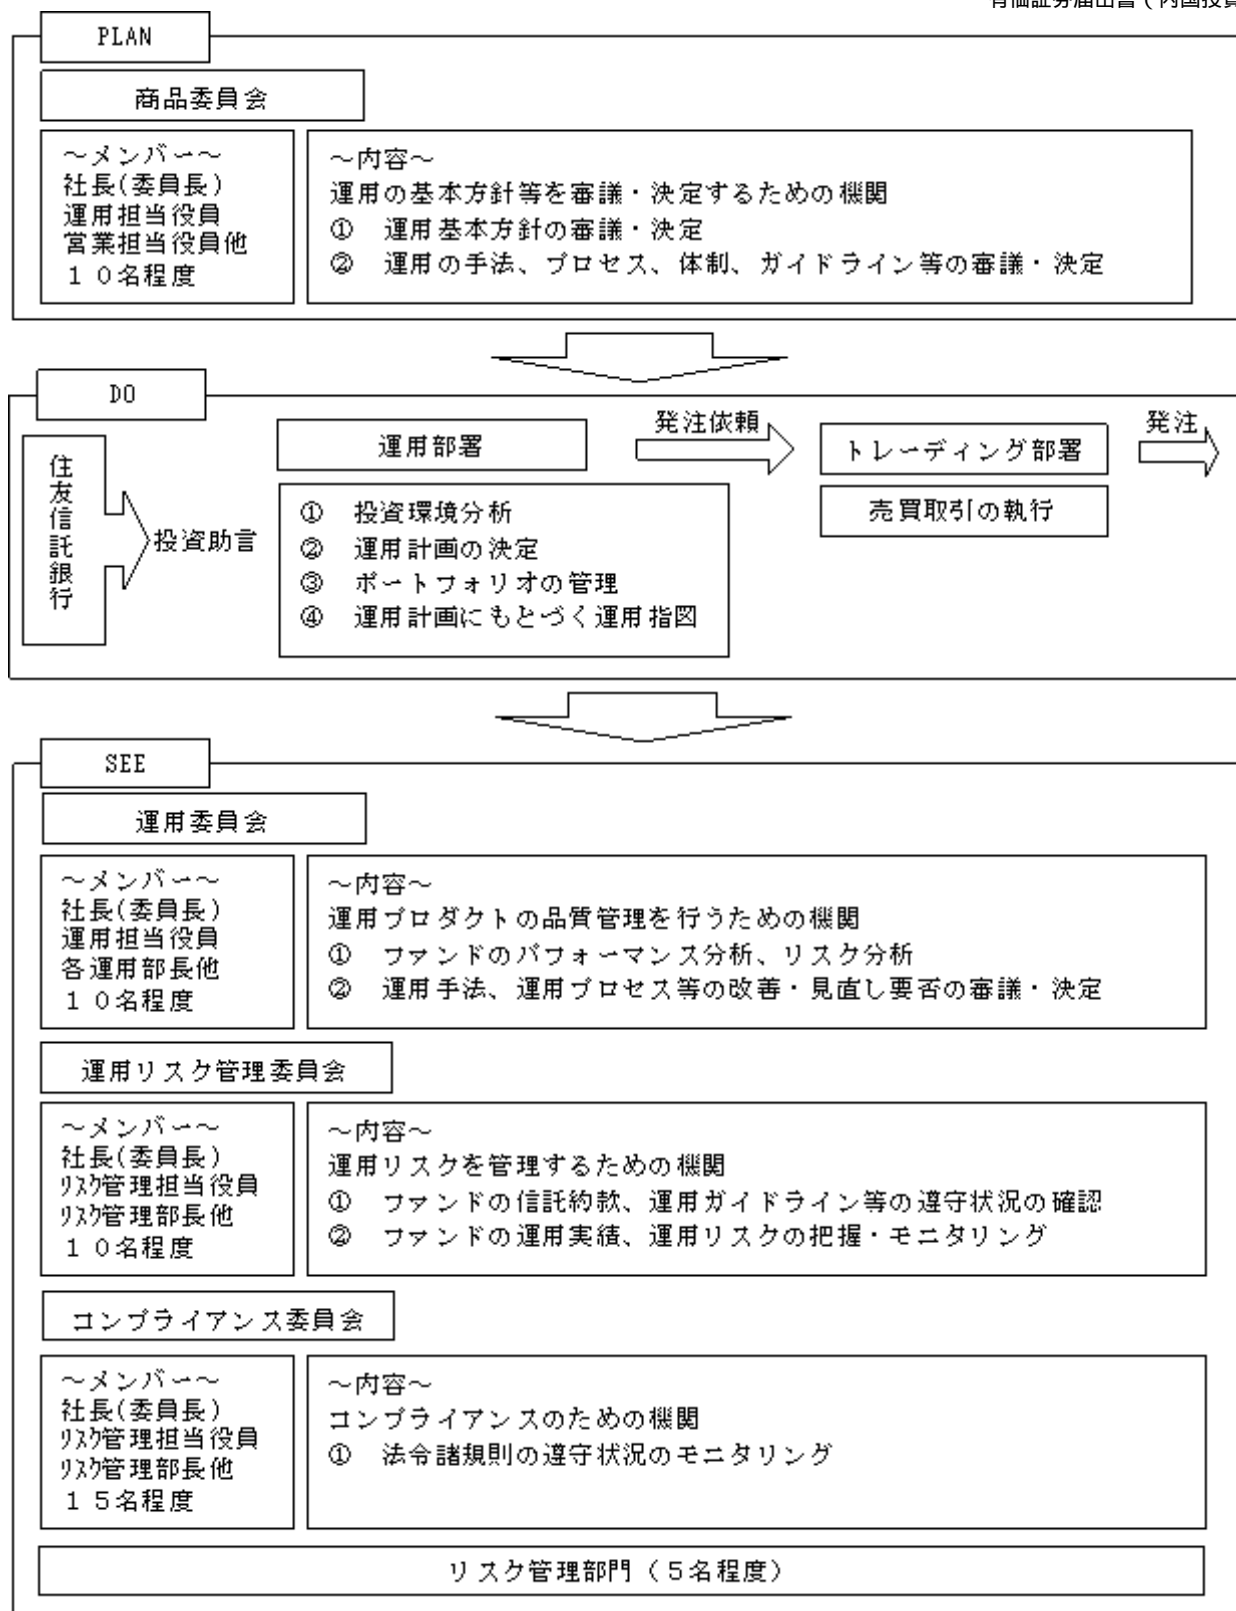 有価証券届出書(内国投資
PLAN
商品委員会
～メンバー～
社長(委員長)
運用担当役員
営業担当役員他
１０名程度
～内容～
運用の基本方針等を審議・決定するための機関
① 運用基本方針の審議・決定
② 運用の手法、プロセス、体制、ガイドライン等の審議・決定
DO
住友信託銀行
投資助言
運用部署
① 投資環境分析
② 運用計画の決定
③ ポートフォリオの管理
④ 運用計画にもとづく運用指図
発注依頼
トレーディング部署
売買取引の執行
発注
SEE
運用委員会
～メンバー～
社長(委員長)
運用担当役員
各運用部長他
１０名程度
～内容～
運用プロダクトの品質管理を行うための機関
① ファンドのパフォーマンス分析、リスク分析
② 運用手法、運用プロセス等の改善・見直し要否の審議・決定
運用リスク管理委員会
～メンバー～
社長(委員長)
ﾘｽｸ管理担当役員
ﾘｽｸ管理部長他
１０名程度
～内容～
運用リスクを管理するための機関
① ファンドの信託約款、運用ガイドライン等の遵守状況の確認
② ファンドの運用実績、運用リスクの把握・モニタリング
コンプライアンス委員会
～メンバー～
社長(委員長)
ﾘｽｸ管理担当役員
ﾘｽｸ管理部長他
１５名程度
～内容～
コンプライアンスのための機関
① 法令諸規則の遵守状況のモニタリング
リスク管理部門（５名程度）